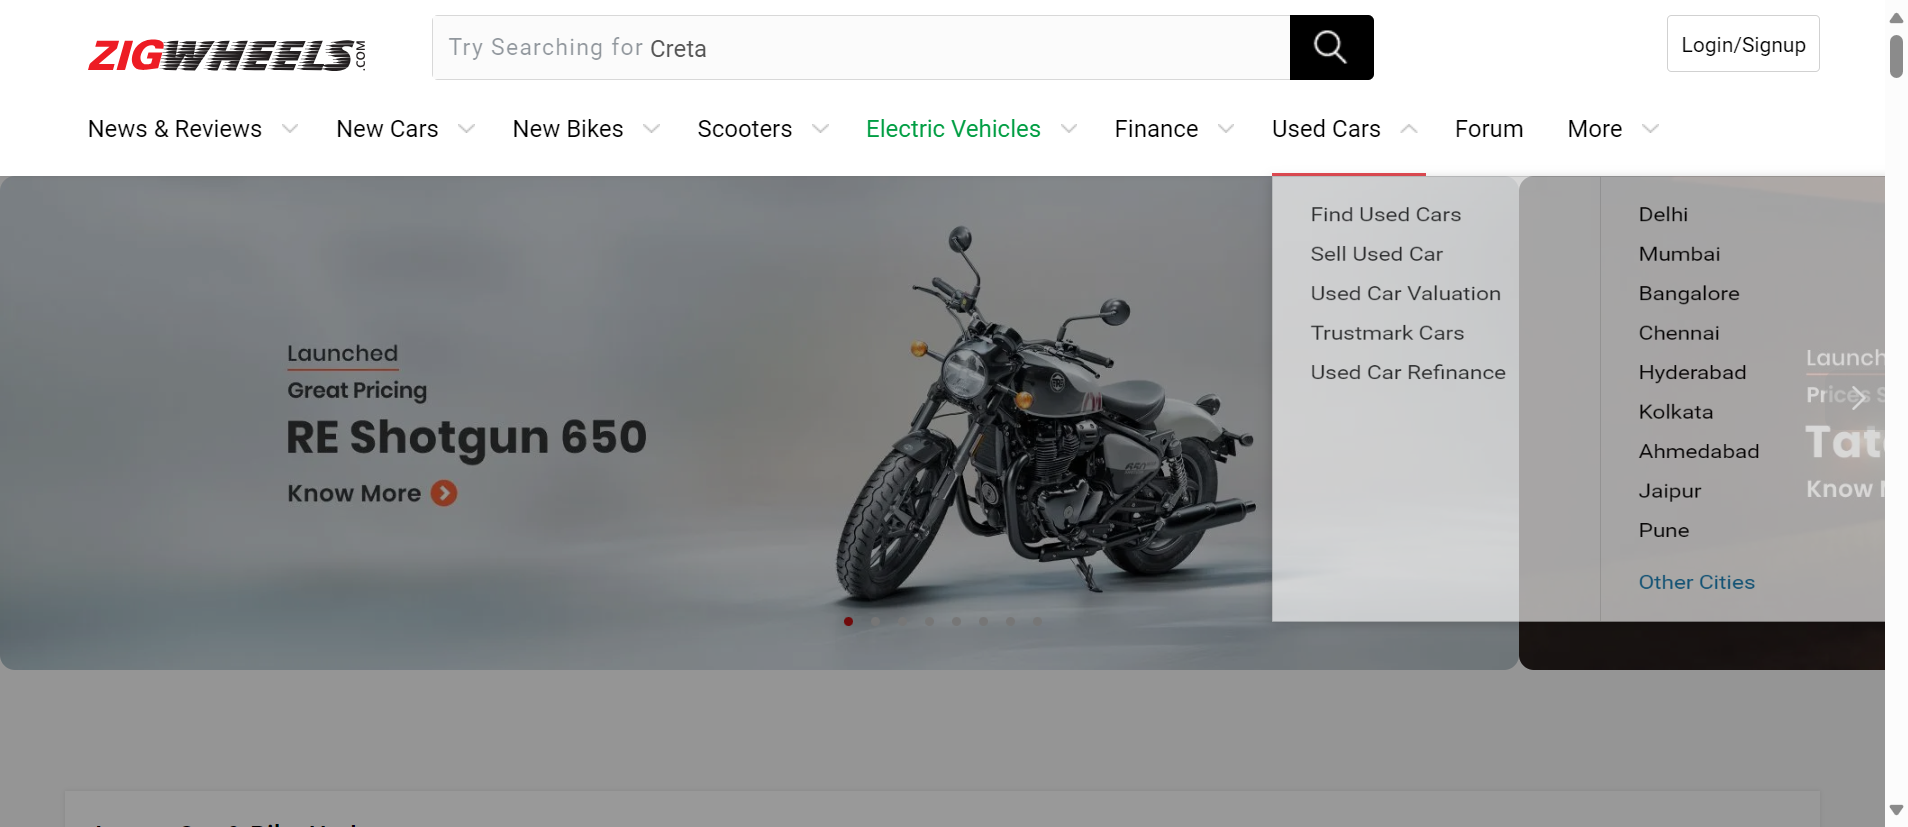 ZIGWHEELS.COM
Try Searching for Creta
Login/Signup
News & Reviews
New Cars
New Bikes
Scooters
Electric Vehicles
Finance
Used Cars
Forum
More
Find Used Cars
Sell Used Car
Used Car Valuation
Trustmark Cars
Used Car Refinance
Delhi
Mumbai
Bangalore
Chennai
Hyderabad
Kolkata
Ahmedabad
Jaipur
Pune
Other Cities
Launched
Great Pricing
RE Shotgun 650
Know More
Launch
Prices S
Tat
Know